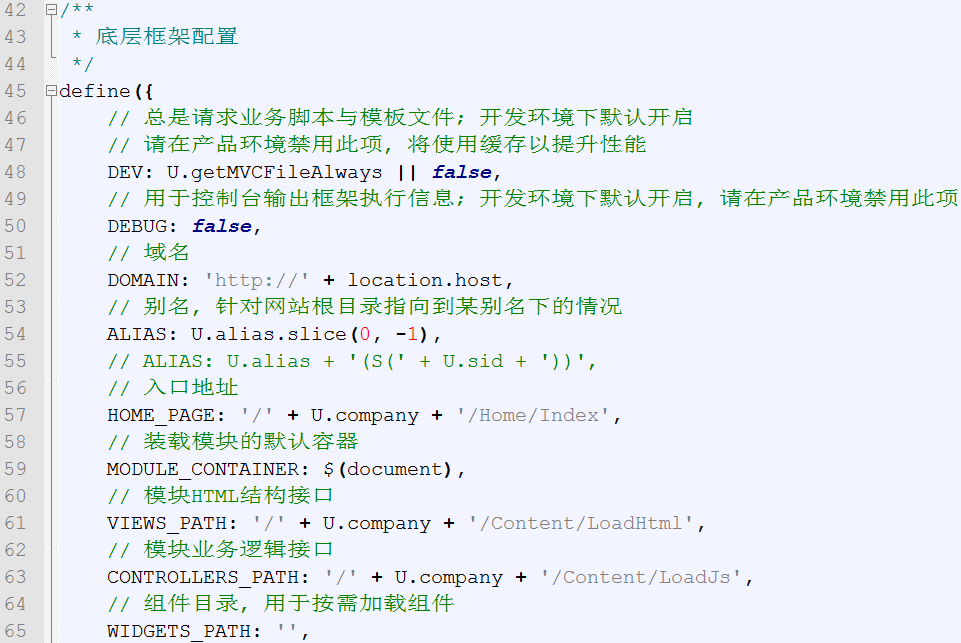 42 /**
43 * 底层框架配置
44 */
45 define({
46 // 总是请求业务脚本与模板文件; 开发环境下默认开启
47 // 请在产品环境禁用此项, 将使用缓存以提升性能
48 DEV: U.getMVCFileAlways || false,
49 // 用于控制台输出框架执行信息; 开发环境下默认开启, 请在产品环境禁用此项
50 DEBUG: false,
51 // 域名
52 DOMAIN: 'http://' + location.host,
53 // 别名, 针对网站根目录指向到某别名下的情况
54 ALIAS: U.alias.slice(0, -1),
55 // ALIAS: U.alias + '(S(' + U.sid + '))',
56 // 入口地址
57 HOME_PAGE: '/' + U.company + '/Home/Index',
58 // 装载模块的默认容器
59 MODULE_CONTAINER: $(document),
60 // 模块HTML结构接口
61 VIEWS_PATH: '/' + U.company + '/Content/LoadHtml',
62 // 模块业务逻辑接口
63 CONTROLLERS_PATH: '/' + U.company + '/Content/LoadJs',
64 // 组件目录, 用于按需加载组件
65 WIDGETS_PATH: '',